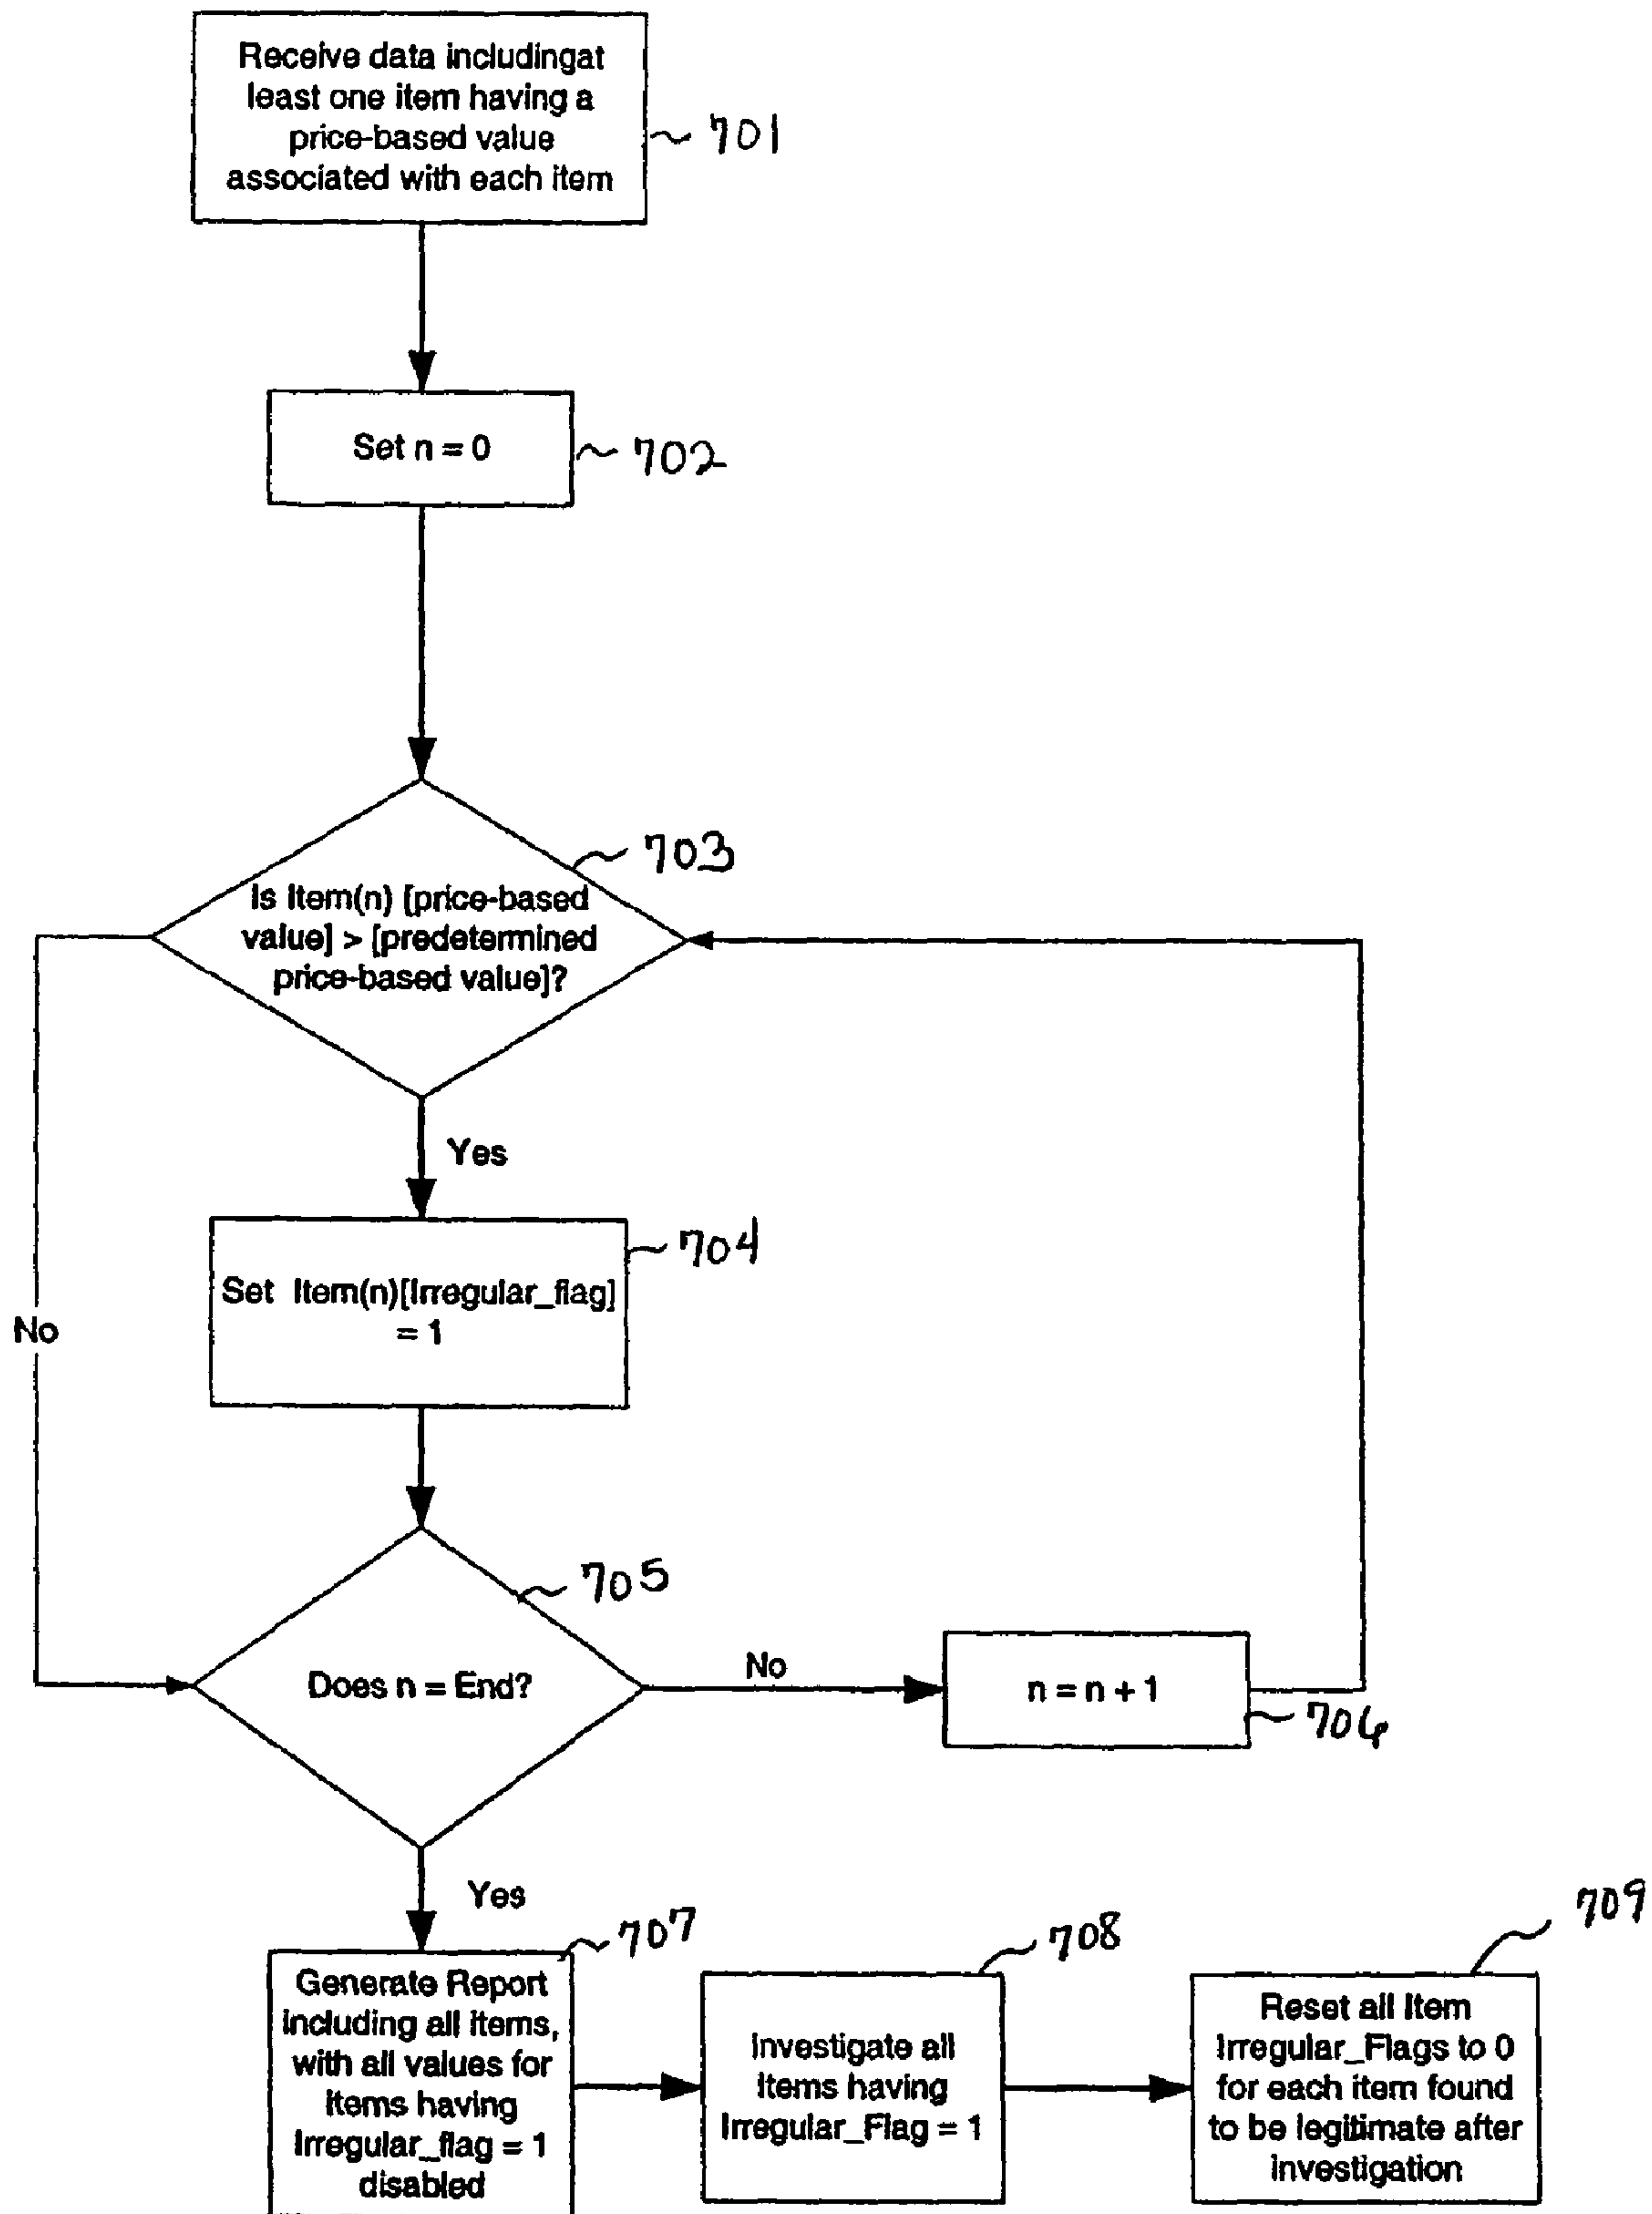 Receive data includingat
least one item having a
price-based value
associated with each item
701
Set n = 0
702
703
Is Item(n) [price-based
value] > [predetermined
price-based value]?
Yes
704
Set Item(n)[Irregular_flag]
= 1
No
705
Does n = End?
No
n = n + 1
706
Yes
707
Generate Report
including all items,
with all values for
items having
Irregular_flag = 1
disabled
708
Investigate all
Items having
Irregular_Flag = 1
709
Reset all Item
Irregular_Flags to 0
for each item found
to be legitimate after
investigation